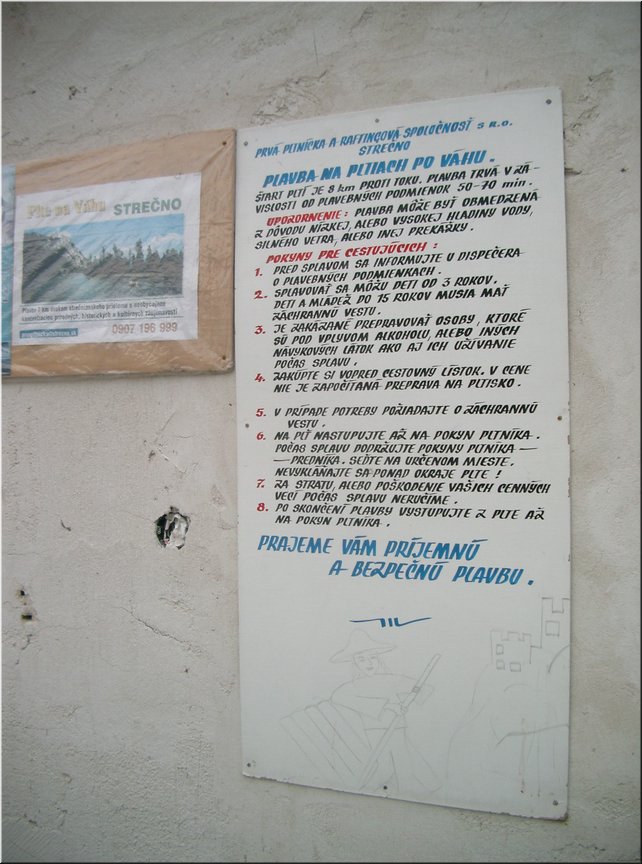 Plte po Váhu STREČNO
0907 196 999
PRVÁ PLTNÍCKA A RAFTINGOVÁ SPOLOČNOSŤ S R.O.
STREČNO
PLAVBA NA PLTIACH PO VÁHU.
ŠTART PLTÍ JE 8 km PROTI TOKU. PLAVBA TRVÁ V ZÁ-
VISLOSTI OD PLAVEBNÝCH PODMIENOK 50-70 min.
UPOZORNENIE: PLAVBA MÔŽE BYŤ OBMEDZENÁ
Z DÔVODU NÍZKEJ, ALEBO VYSOKEJ HLADINY VODY,
SILNÉHO VETRA, ALEBO INEJ PREKÁŽKY.
POKYNY PRE CESTUJÚCICH:
1. PRED SPLAVOM SA INFORMUJTE U DISPEČERA
O PLAVEBNÝCH PODMIENKACH.
2. SPLAVOVAŤ SA MÔŽU DETI OD 3 ROKOV.
DETI A MLÁDEŽ DO 15 ROKOV MUSIA MAŤ
ZÁCHRANNÚ VESTU.
3. JE ZAKÁZANÉ PREPRAVOVAŤ OSOBY, KTORÉ
SÚ POD VPLYVOM ALKOHOLU, ALEBO INÝCH
NÁVYKOVÝCH LÁTOK AKO AJ ICH UŽÍVANIE
POČAS SPLAVU.
4. ZAKÚPTE SI VOPRED CESTOVNÝ LÍSTOK. V CENE
NIE JE ZAPOČÍTANÁ PREPRAVA NA PLTISKO.
5. V PRÍPADE POTREBY POŽIADAJTE O ZÁCHRANNÚ
VESTU.
6. NA PLŤ NASTUPUJTE AŽ NA POKYN PLTNÍKA.
POČAS SPLAVU DODRŽUJTE POKYNY PLTNÍKA —
— PREDNÍKA. SEĎTE NA URČENOM MIESTE.
NEVYKLÁŇAJTE SA PONAD OKRAJE PLTE!
7. ZA STRATU, ALEBO POŠKODENIE VAŠICH CENNÝCH
VECÍ POČAS SPLAVU NERUČÍME.
8. PO SKONČENÍ PLAVBY VYSTUPUJTE Z PLTE AŽ
NA POKYN PLTNÍKA.
PRAJEME VÁM PRÍJEMNÚ
A BEZPEČNÚ PLAVBU.